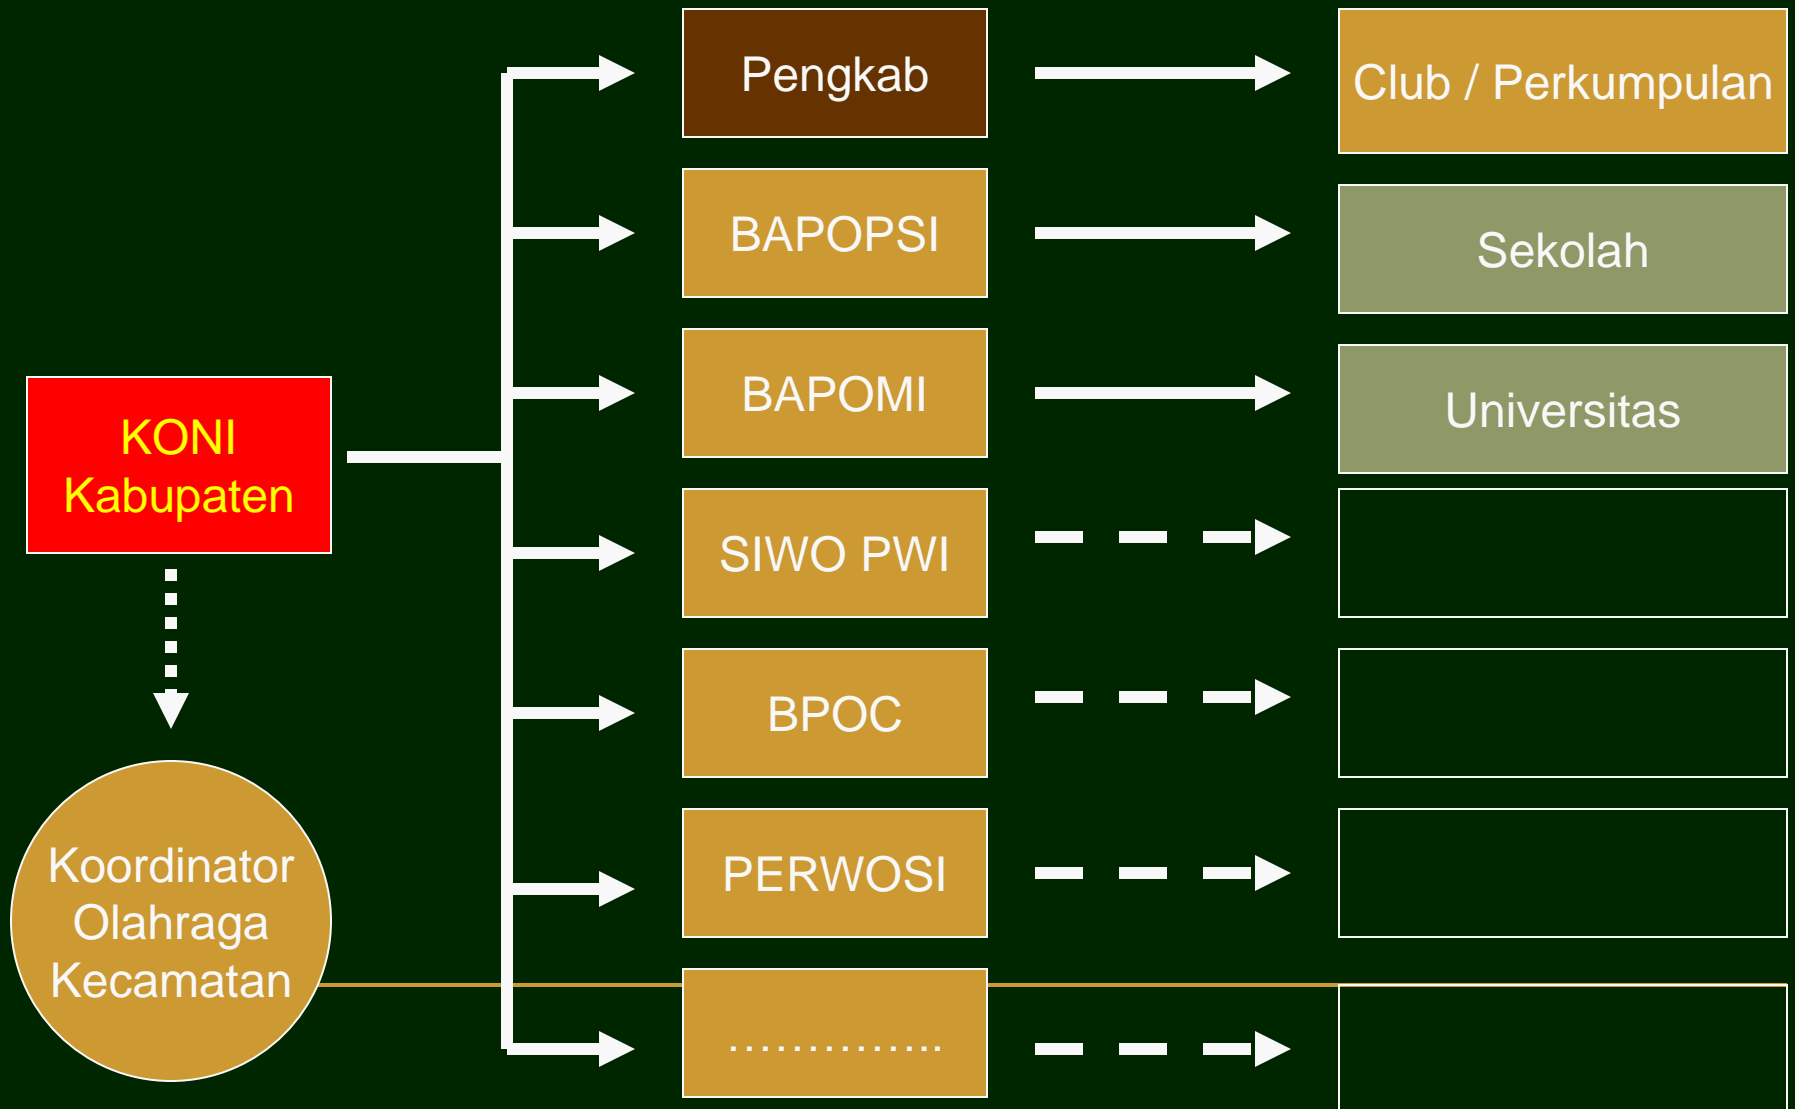 Pengkab
Club / Perkumpulan
BAPOPSI
Sekolah
BAPOMI
Universitas
KONI
Kabupaten
SIWO PWI
BPOC
PERWOSI
Koordinator
Olahraga
Kecamatan
…………..